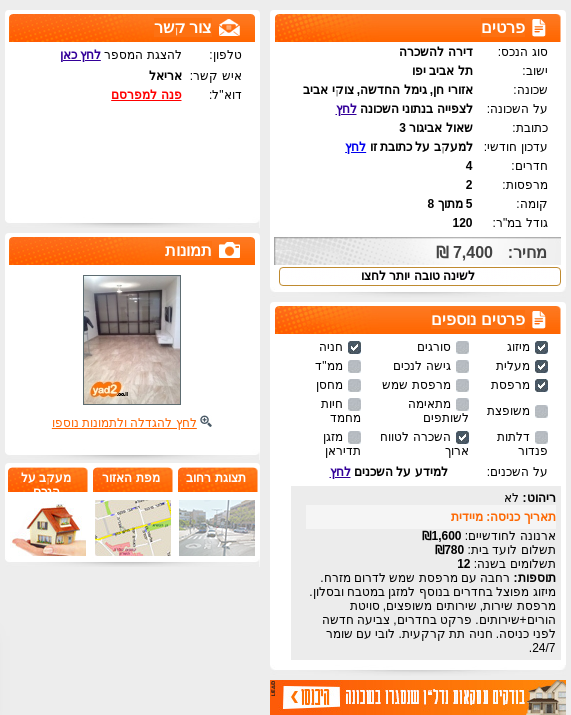 פרטים
סוג הנכס: דירה להשכרה
ישוב: תל אביב יפו
שכונה: אזורי חן, גימל החדשה, צוקי אביב
על השכונה: לצפייה בנתוני השכונה לחץ
כתובת: שאול אביגור 3
עדכון חודשי: למעקב על כתובת זו לחץ
חדרים: 4
מרפסות: 2
קומה: 5 מתוך 8
גודל במ"ר: 120
מחיר: 7,400 ₪
לשינה טובה יותר לחצו
פרטים נוספים
מיזוג סורגים חניה
מעלית גישה לנכים ממ"ד
מרפסת מרפסת שמש מחסן
משופצת מתאימה לשותפים חיות מחמד
דלתות פנדור השכרה לטווח ארוך מזגן תדיראן
על השכנים: למידע על השכנים לחץ
ריהוט: לא
תאריך כניסה: מיידית
ארנונה לחודשיים: 1,600₪
תשלום לועד בית: 780₪
תשלומים בשנה: 12
תוספות: רחבה עם מרפסת שמש לדרום מזרח.
מיזוג מפוצל בחדרים בנוסף למזגן במטבח ובסלון.
מרפסת שירות, שירותים משופצים, סויטת
הורים+שירותים. פרקט בחדרים, צביעה חדשה
לפני כניסה. חניה תת קרקעית. לובי עם שומר
24/7.
בודקים עסקאות נדל"ן שנסגרו בשכונה היכנסו
צור קשר
טלפון: להצגת המספר לחץ כאן
איש קשר: אריאל
דוא"ל: פנה למפרסם
תמונות
yad2.co.il
לחץ להגדלה ולתמונות נוספו
תצוגת רחוב
מפת האזור
מעקב על
הנכס